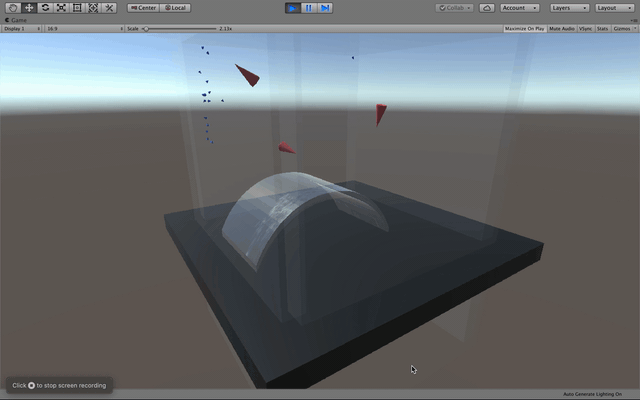 Center Local Collab Account Layers Layout
Game
Display 1 16:9 Scale 2.13x Maximize On Play Mute Audio VSync Stats Gizmos
Click to stop screen recording
Auto Generate Lighting On